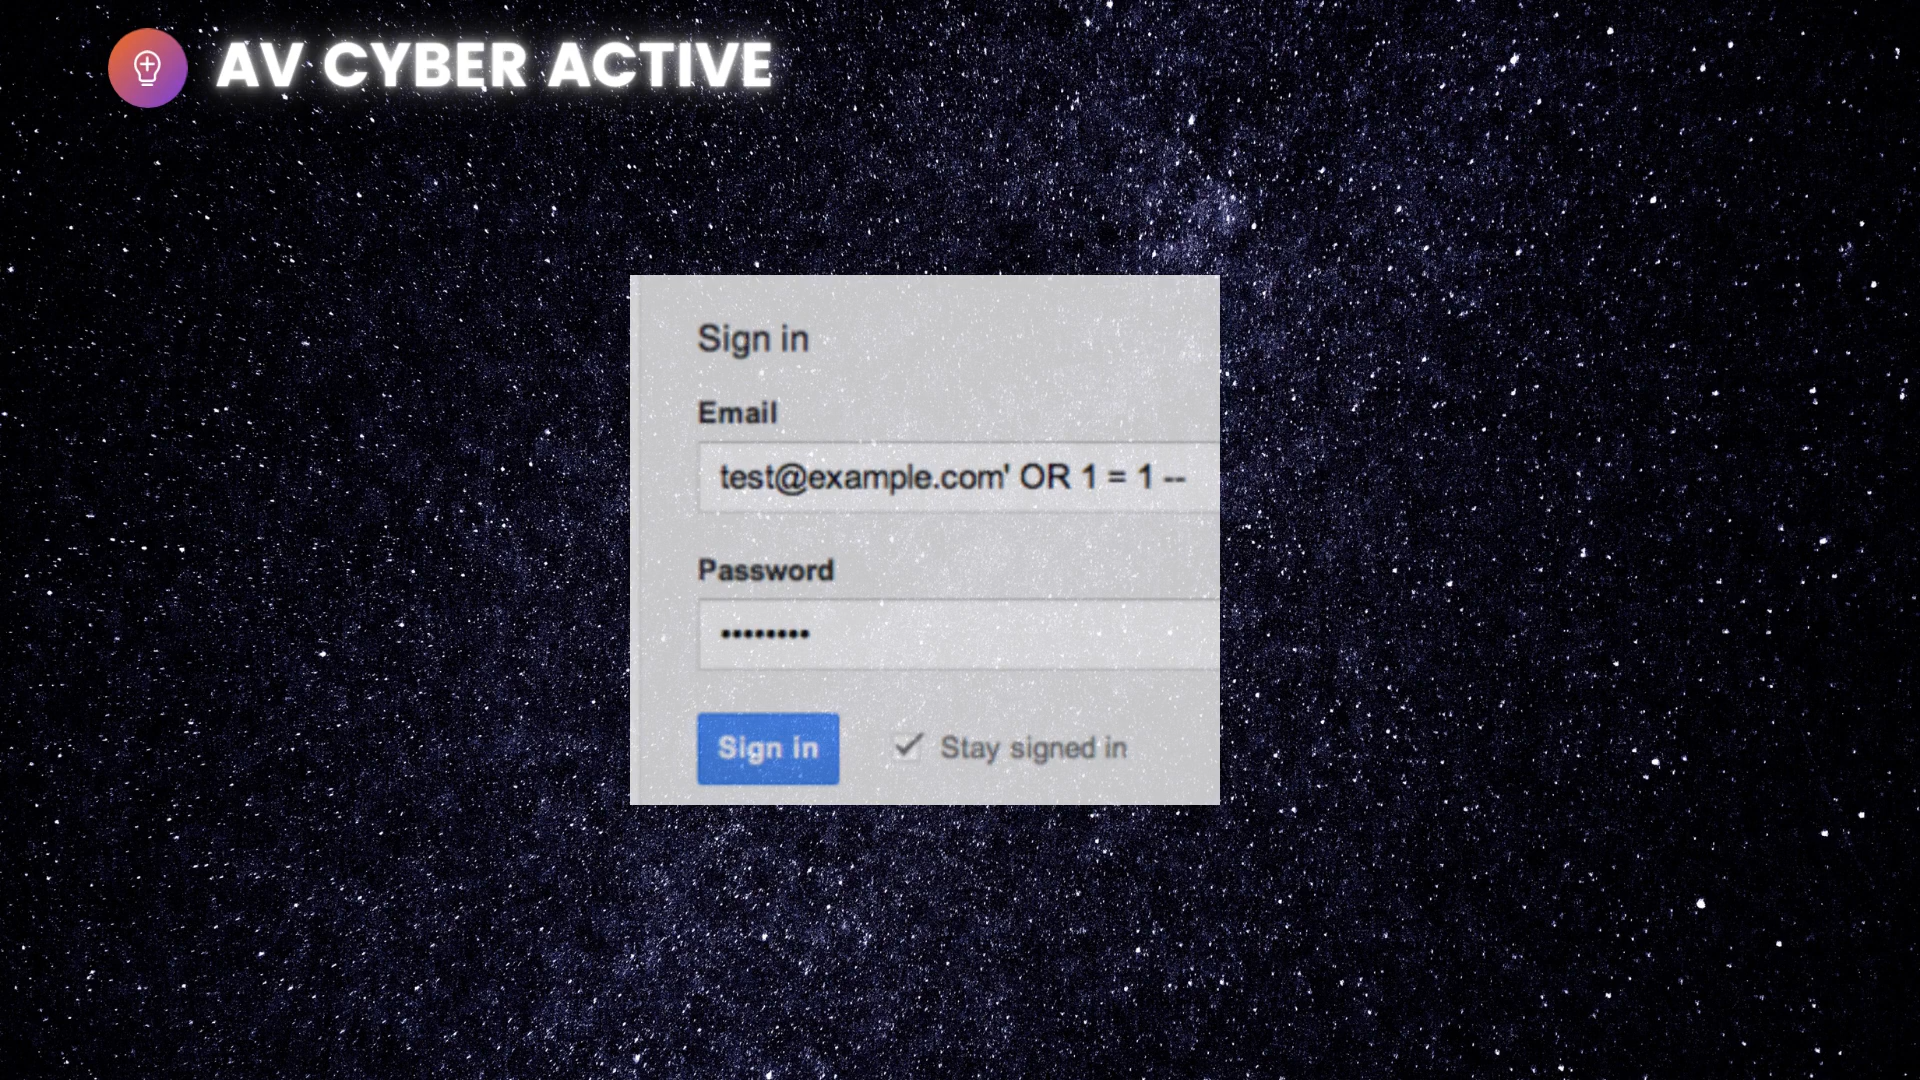 AV CYBER ACTIVE
Sign in
Email
test@example.com' OR 1 = 1 --
Password
••••••••
Sign in
Stay signed in